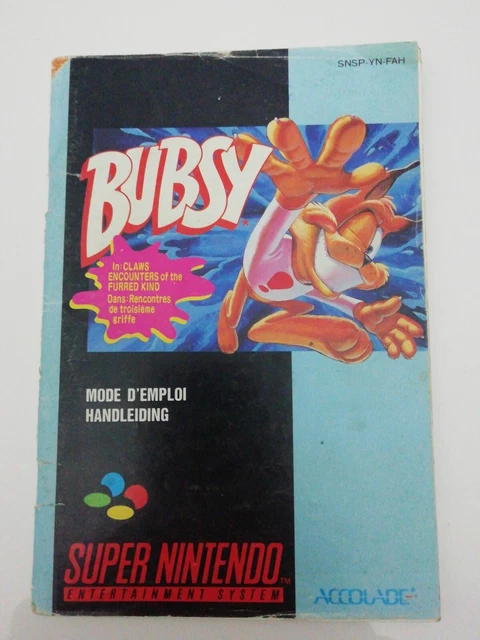 SNSP-YN-FAH
BUBSY
In: CLAWS
ENCOUNTERS of the
FURRED KIND
Dans: Rencontres
de troisième
griffe
MODE D'EMPLOI
HANDLEIDING
SUPER NINTENDO™
ENTERTAINMENT SYSTEM
ACCOLADE